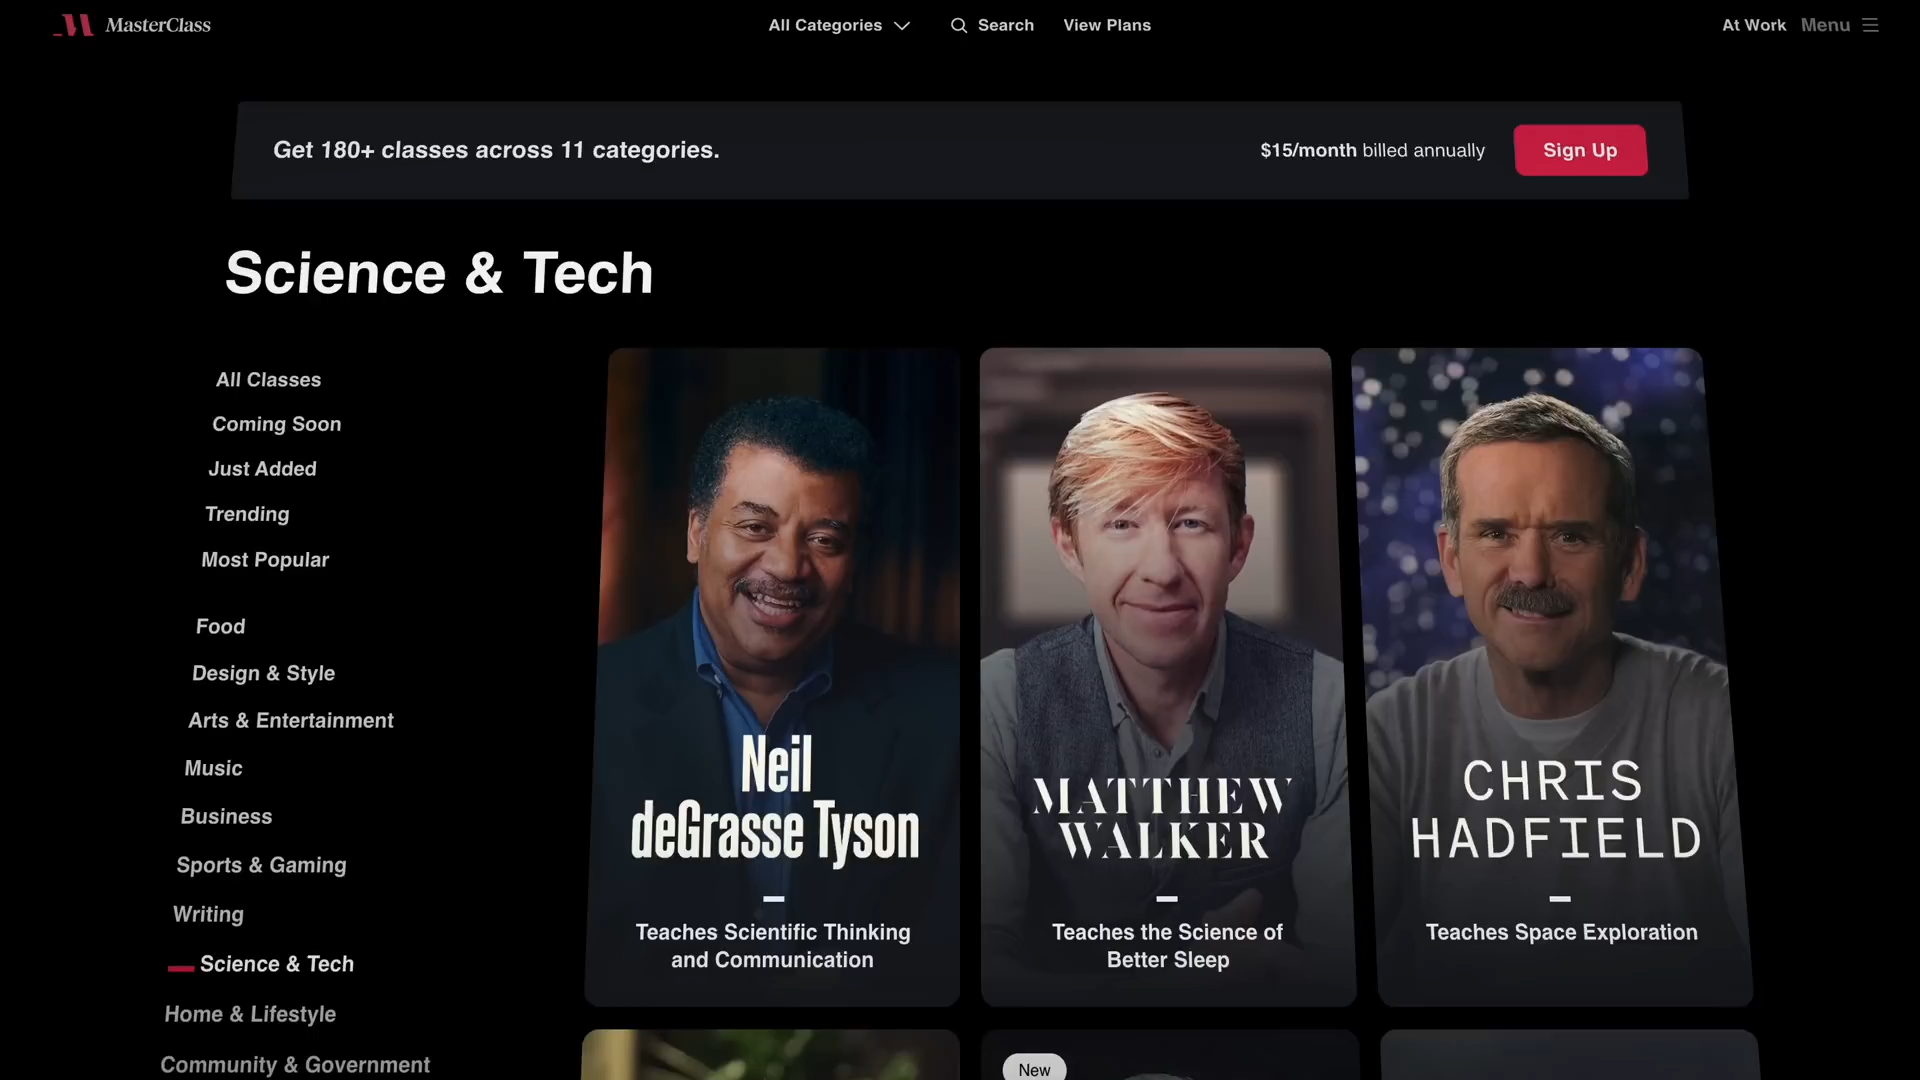 MasterClass
All Categories
Search
View Plans
At Work
Menu
Get 180+ classes across 11 categories.
$15/month billed annually
Sign Up
Science & Tech
All Classes
Coming Soon
Just Added
Trending
Most Popular
Food
Design & Style
Arts & Entertainment
Music
Business
Sports & Gaming
Writing
Science & Tech
Home & Lifestyle
Community & Government
Neil
deGrasse Tyson
Teaches Scientific Thinking
and Communication
MATTHEW
WALKER
Teaches the Science of
Better Sleep
CHRIS
HADFIELD
Teaches Space Exploration
New